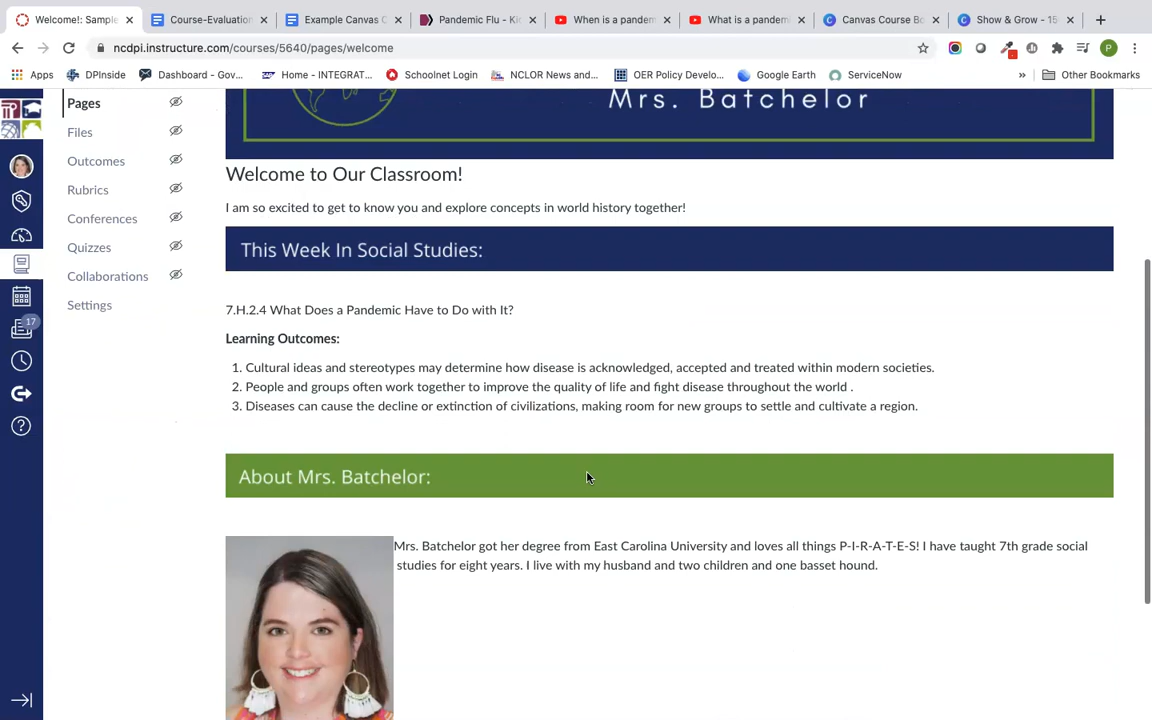 Welcome!: Sample
Course-Evaluation
Example Canvas C
Pandemic Flu - Ki
When is a pandem
What is a pandem
Canvas Course Bo
Show & Grow - 15
ncdpi.instructure.com/courses/5640/pages/welcome
P
Apps
DPInside
Dashboard - Gov...
Home - INTEGRAT...
Schoolnet Login
NCLOR News and...
OER Policy Develo...
Google Earth
ServiceNow
»
Other Bookmarks
Pages
Files
Outcomes
Rubrics
Conferences
Quizzes
Collaborations
Settings
17
Mrs. Batchelor
Welcome to Our Classroom!
I am so excited to get to know you and explore concepts in world history together!
This Week In Social Studies:
7.H.2.4 What Does a Pandemic Have to Do with It?
Learning Outcomes:
1. Cultural ideas and stereotypes may determine how disease is acknowledged, accepted and treated within modern societies.
2. People and groups often work together to improve the quality of life and fight disease throughout the world .
3. Diseases can cause the decline or extinction of civilizations, making room for new groups to settle and cultivate a region.
About Mrs. Batchelor:
Mrs. Batchelor got her degree from East Carolina University and loves all things P-I-R-A-T-E-S! I have taught 7th grade social
studies for eight years. I live with my husband and two children and one basset hound.